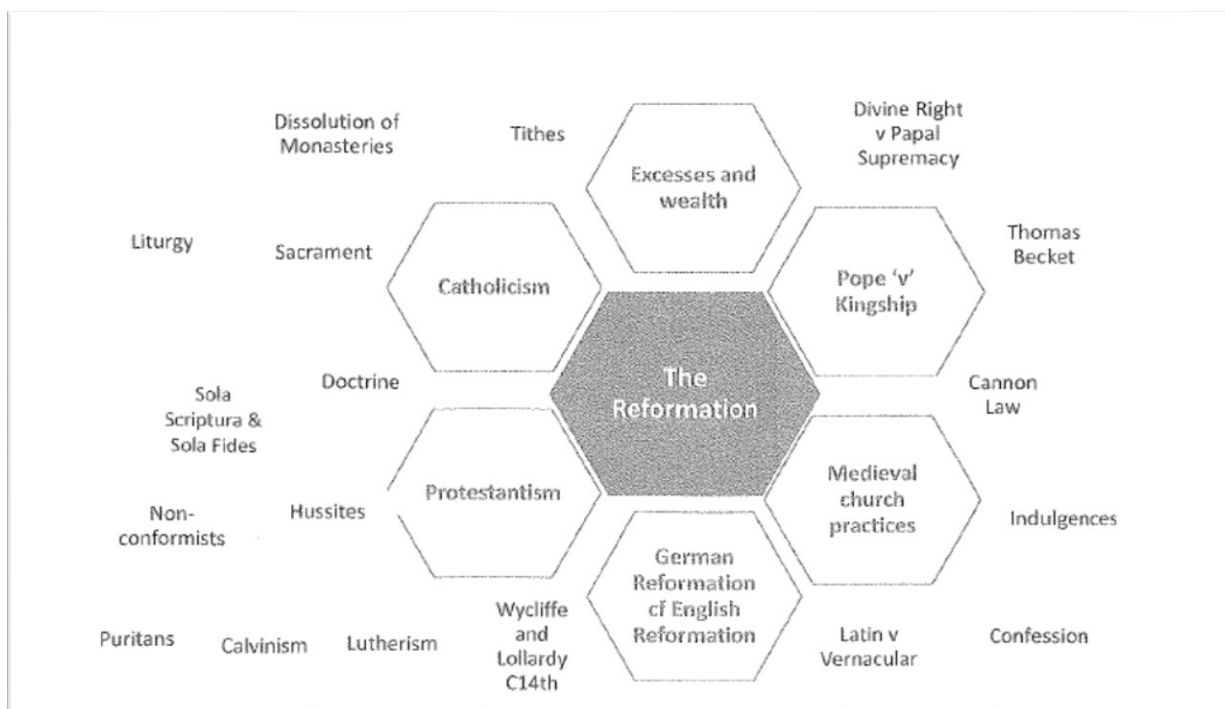 Dissolution of
Monasteries
Tithes
Excesses and
wealth
Divine Right
v Papal
Supremacy
Liturgy
Sacrament
Catholicism
Pope ‘v’
Kingship
Thomas
Becket
Doctrine
The
Reformation
Cannon
Law
Sola
Scriptura &
Sola Fides
Protestantism
Medieval
church
practices
Non-
conformists
Hussites
Indulgences
German
Reformation
cf English
Reformation
Puritans
Calvinism
Lutherism
Wycliffe
and
Lollardy
C14th
Latin v
Vernacular
Confession